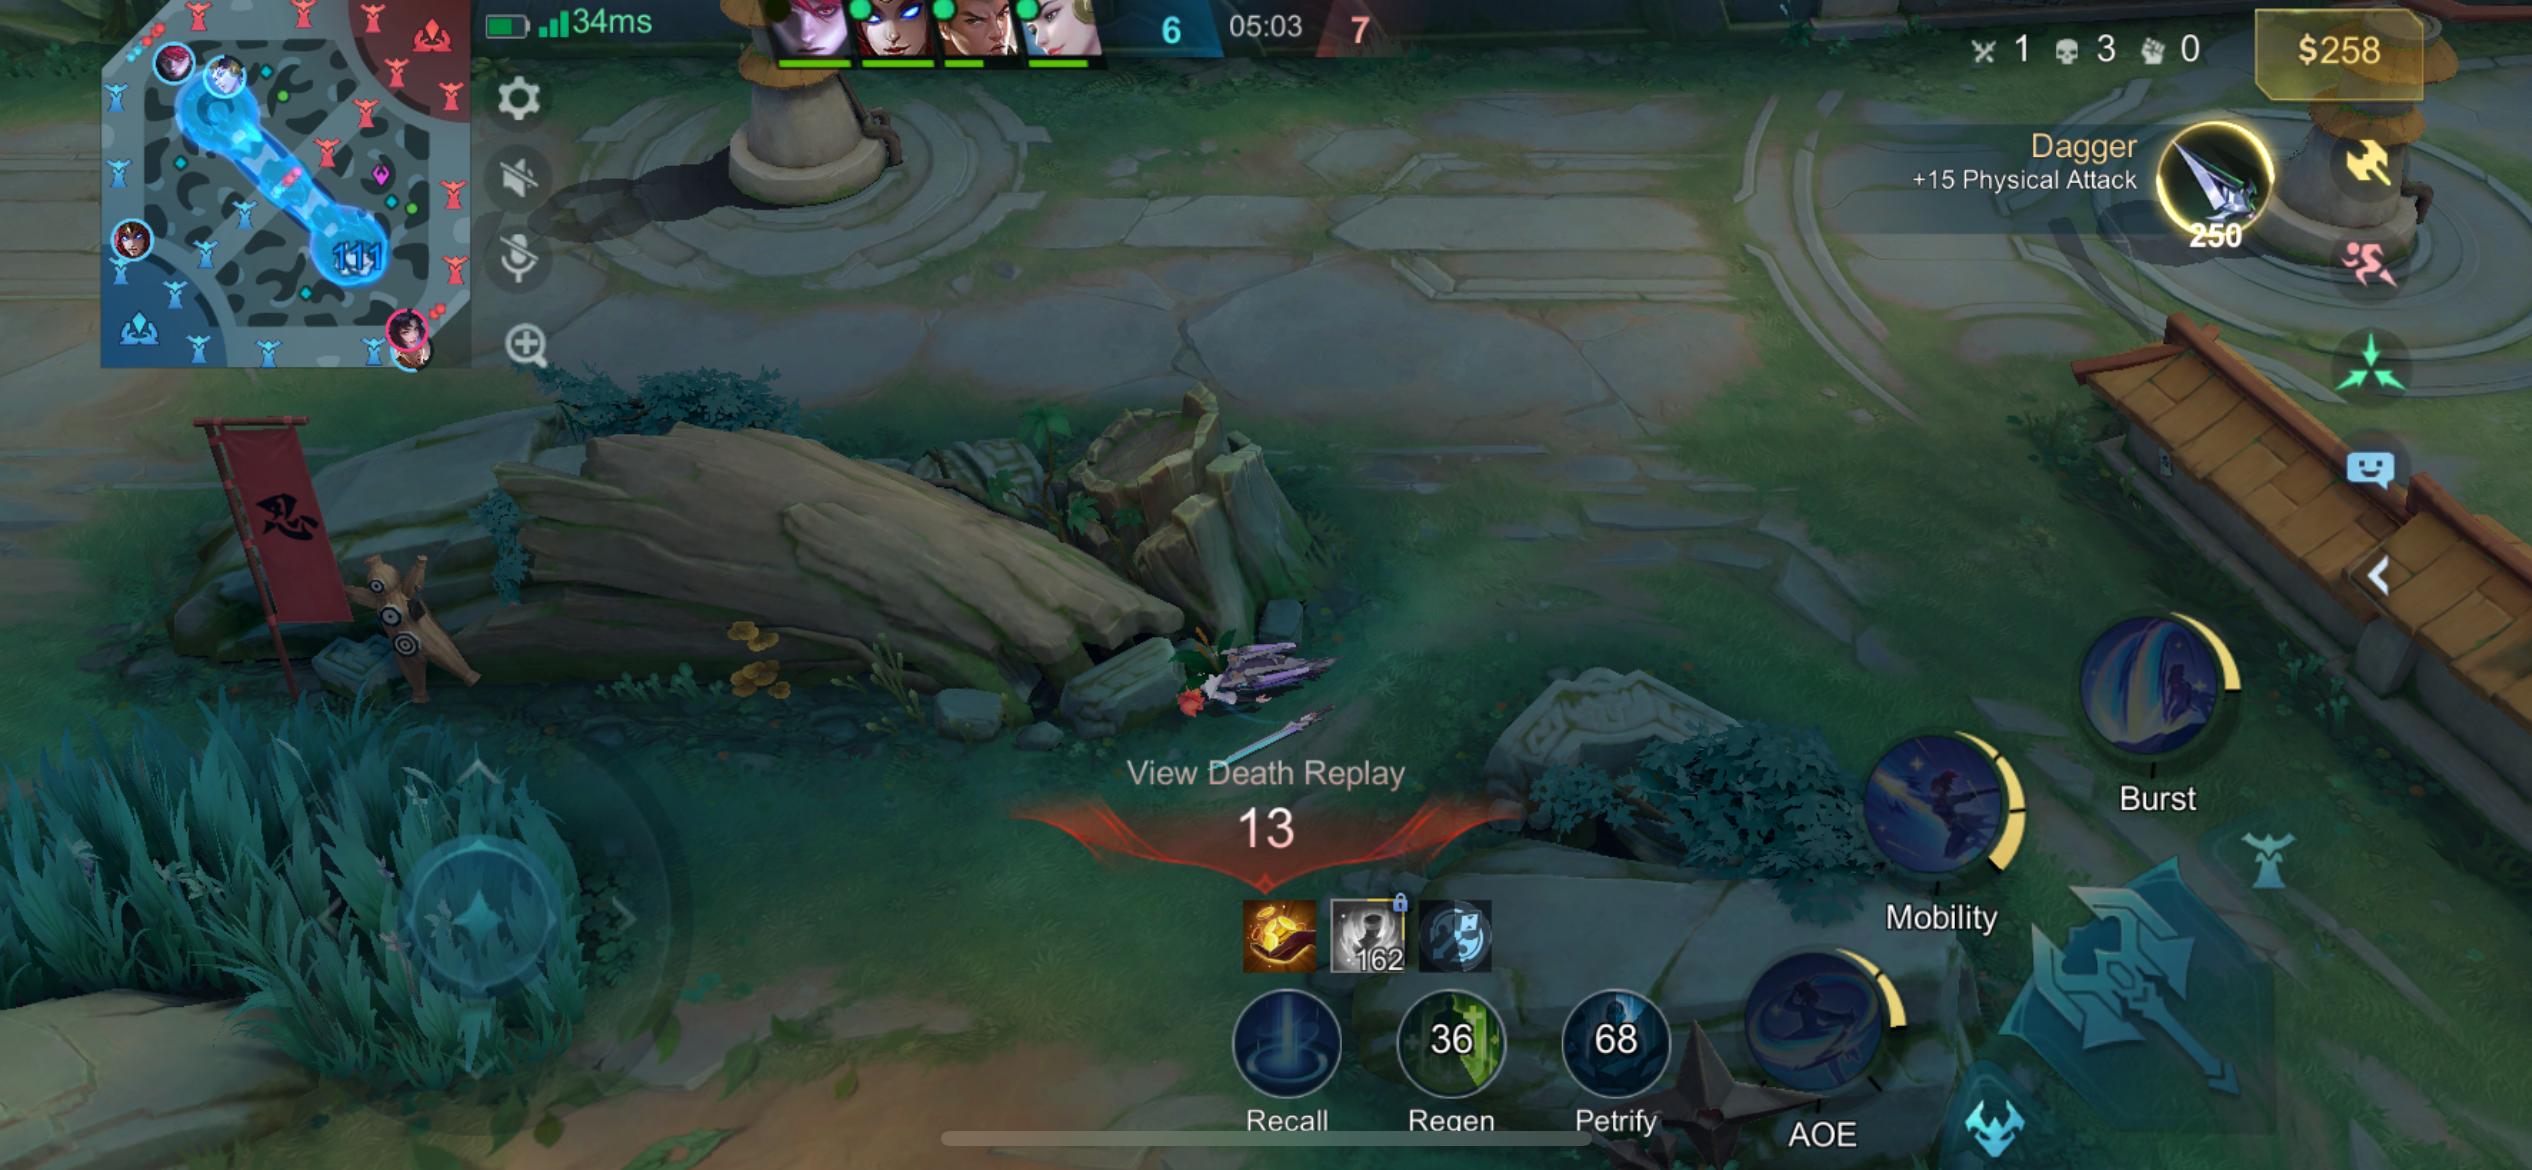 34ms
6
05:03
7
1
3
0
$258
Dagger
+15 Physical Attack
250
111
忍
View Death Replay
13
Burst
Mobility
162
36
68
Recall
Regen
Petrify
AOE